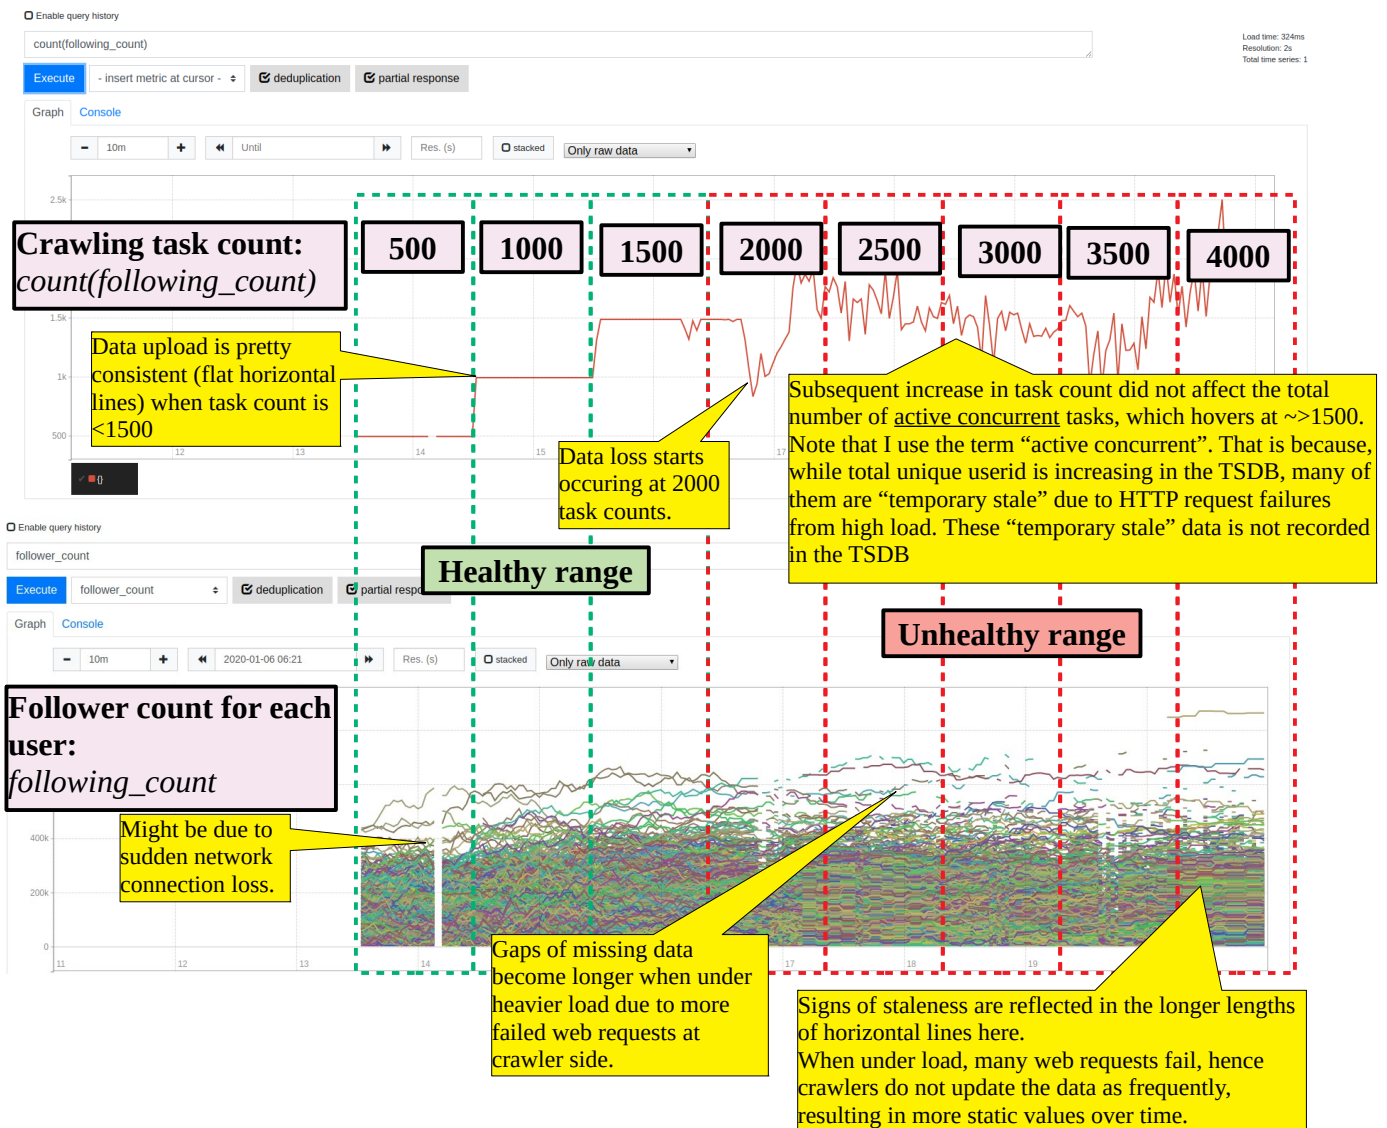 Enable query history
count(following_count)
Load time: 324ms
Resolution: 2s
Total time series: 1
Execute
- insert metric at cursor -
deduplication
partial response
Graph
Console
10m
Until
Res. (s)
stacked
Only raw data
2.5k
Crawling task count:
count(following_count)
500
1000
1500
2000
2500
3000
3500
4000
1.5k
Data upload is pretty
consistent (flat horizontal
lines) when task count is
<1500
1k
500
12
13
14
15
17
{}
Data loss starts
occuring at 2000
task counts.
Subsequent increase in task count did not affect the total
number of active concurrent tasks, which hovers at ~>1500.
Note that I use the term “active concurrent”. That is because,
while total unique userid is increasing in the TSDB, many of
them are “temporary stale” due to HTTP request failures
from high load. These “temporary stale” data is not recorded
in the TSDB
Enable query history
follower_count
Healthy range
Execute
follower_count
deduplication
partial respo
Unhealthy range
Graph
Console
10m
2020-01-06 06:21
Res. (s)
stacked
Only raw data
Follower count for each
user:
following_count
Might be due to
sudden network
connection loss.
400k
200k
0
11
12
13
14
17
18
19
Gaps of missing data
become longer when under
heavier load due to more
failed web requests at
crawler side.
Signs of staleness are reflected in the longer lengths
of horizontal lines here.
When under load, many web requests fail, hence
crawlers do not update the data as frequently,
resulting in more static values over time.